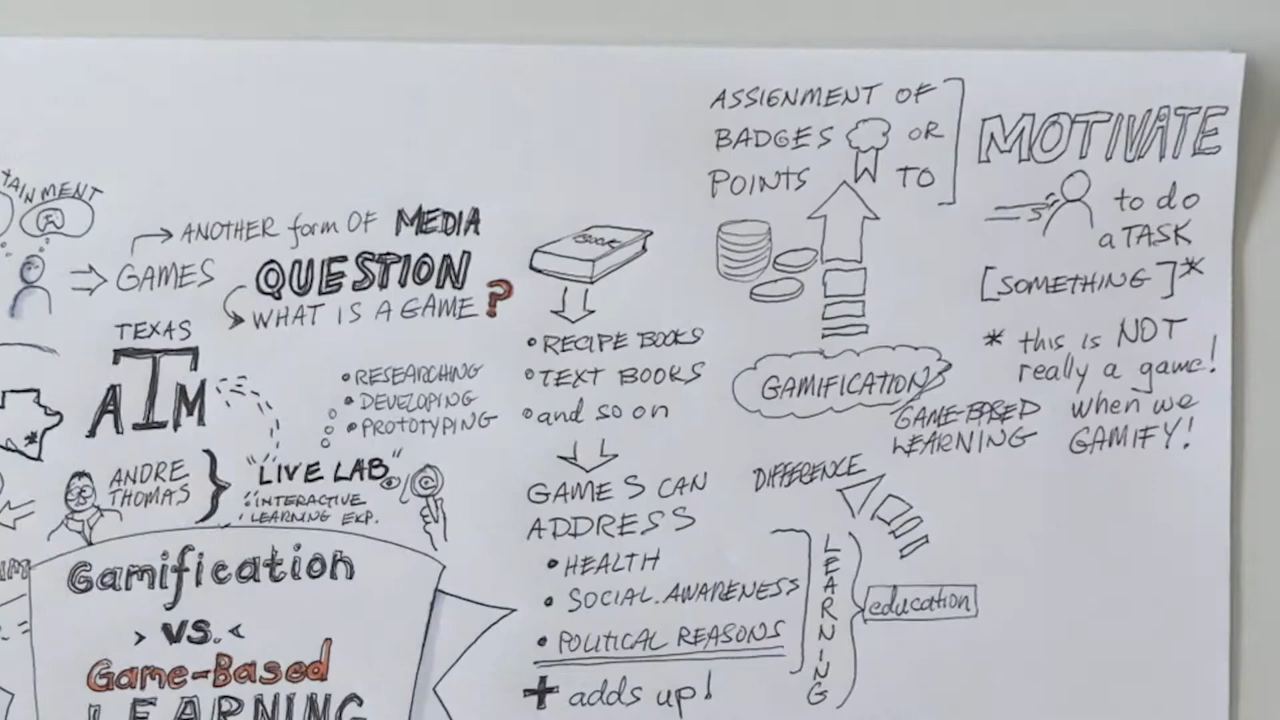 TAINMENT
ANOTHER form OF MEDIA
GAMES
QUESTION
WHAT IS A GAME ?
TEXAS
ATM
• RESEARCHING
• DEVELOPING
• PROTOTYPING
ANDRE
THOMAS
"LIVE LAB"
INTERACTIVE
LEARNING EXP.
Gamification
> VS. <
Game-Based
LEARNING
BOOK
• RECIPE BOOKS
• TEXT BOOKS
• and so on
GAMES CAN
ADDRESS
• HEALTH
• SOCIAL AWARENESS
• POLITICAL REASONS
+ adds up!
LEARNING
education
DIFFERENCE
GAME-BASED
LEARNING
GAMIFICATION
ASSIGNMENT OF
BADGES OR
POINTS TO
MOTIVATE
to do
a TASK
[SOMETHING]*
* this is NOT
really a game!
when we
GAMIFY!